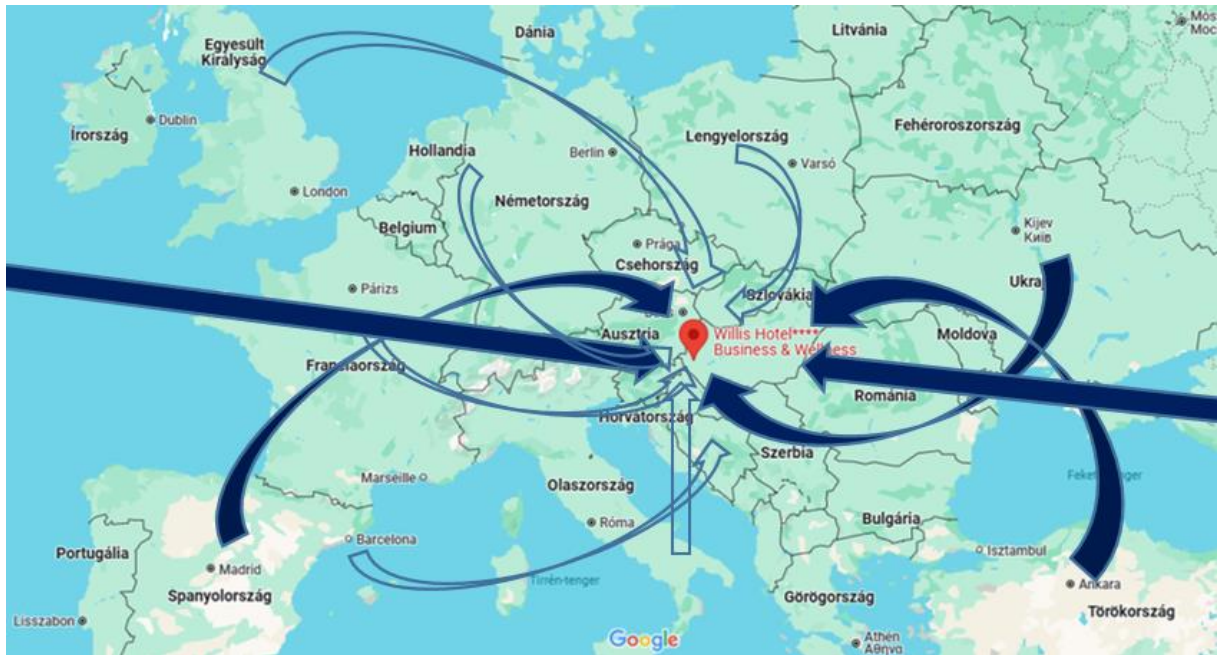 Egyesült
Királyság
Dánia
Litvánia
Mos
Мос
Dublin
Írország
Hollandia
Berlin
Lengyelország
Varsó
Fehéroroszország
London
Németország
Belgium
Prága
Csehország
Kijev
Київ
Párizs
Ukraj
Szlovákia
Ausztria
Willis Hotel****
Business & Wellness
Moldova
Franciaország
Románia
Horvátország
Szerbia
Marseille
Olaszország
Róma
Bulgária
Barcelona
Isztambul
Portugália
Madrid
Spanyolország
Tirrén-tenger
Ankara
Görögország
Törökország
Lisszabon
Google
Athén
Αθήνα